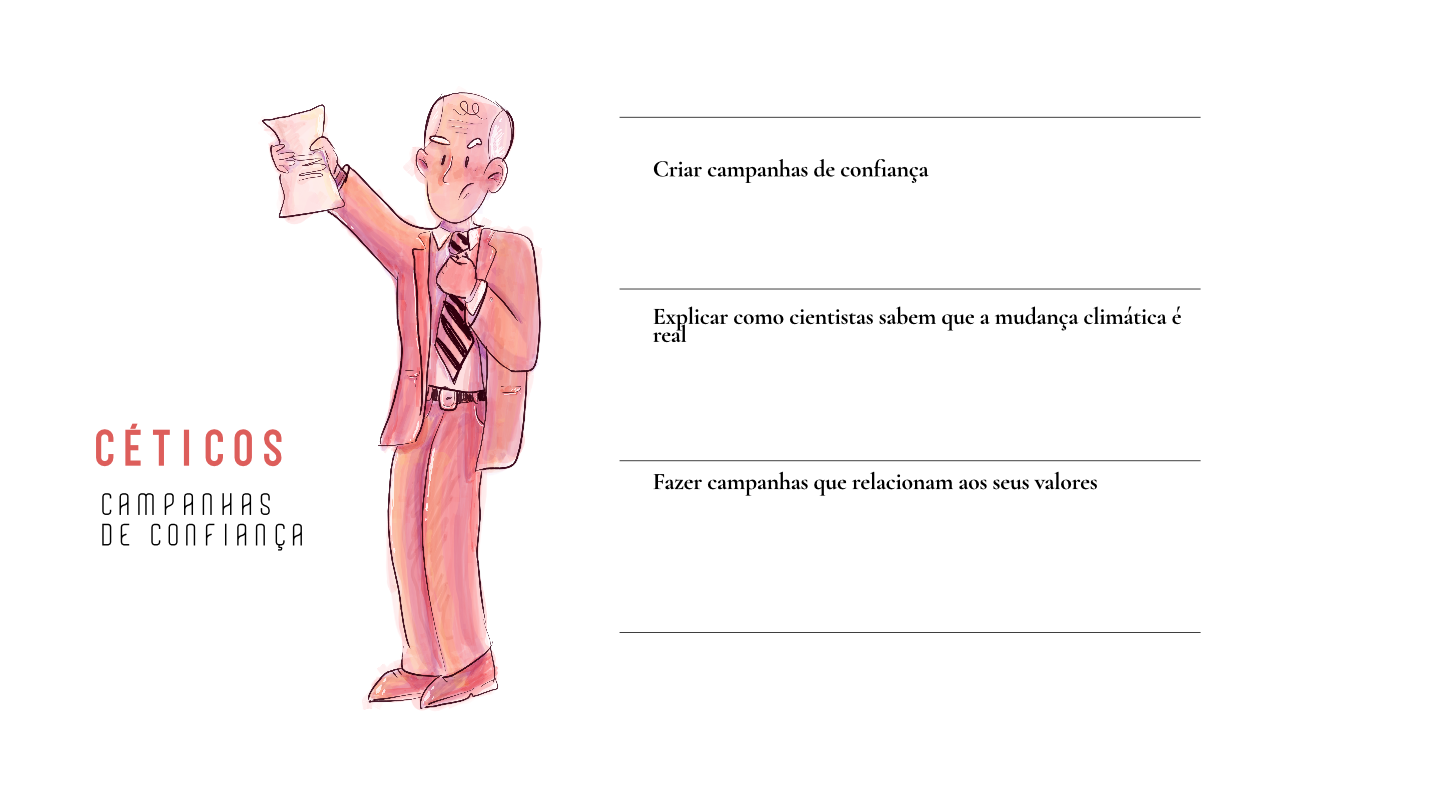 CÉTICOS
CAMPANHAS
DE CONFIANÇA
Criar campanhas de confiança
Explicar como cientistas sabem que a mudança climática é
real
Fazer campanhas que relacionam aos seus valores